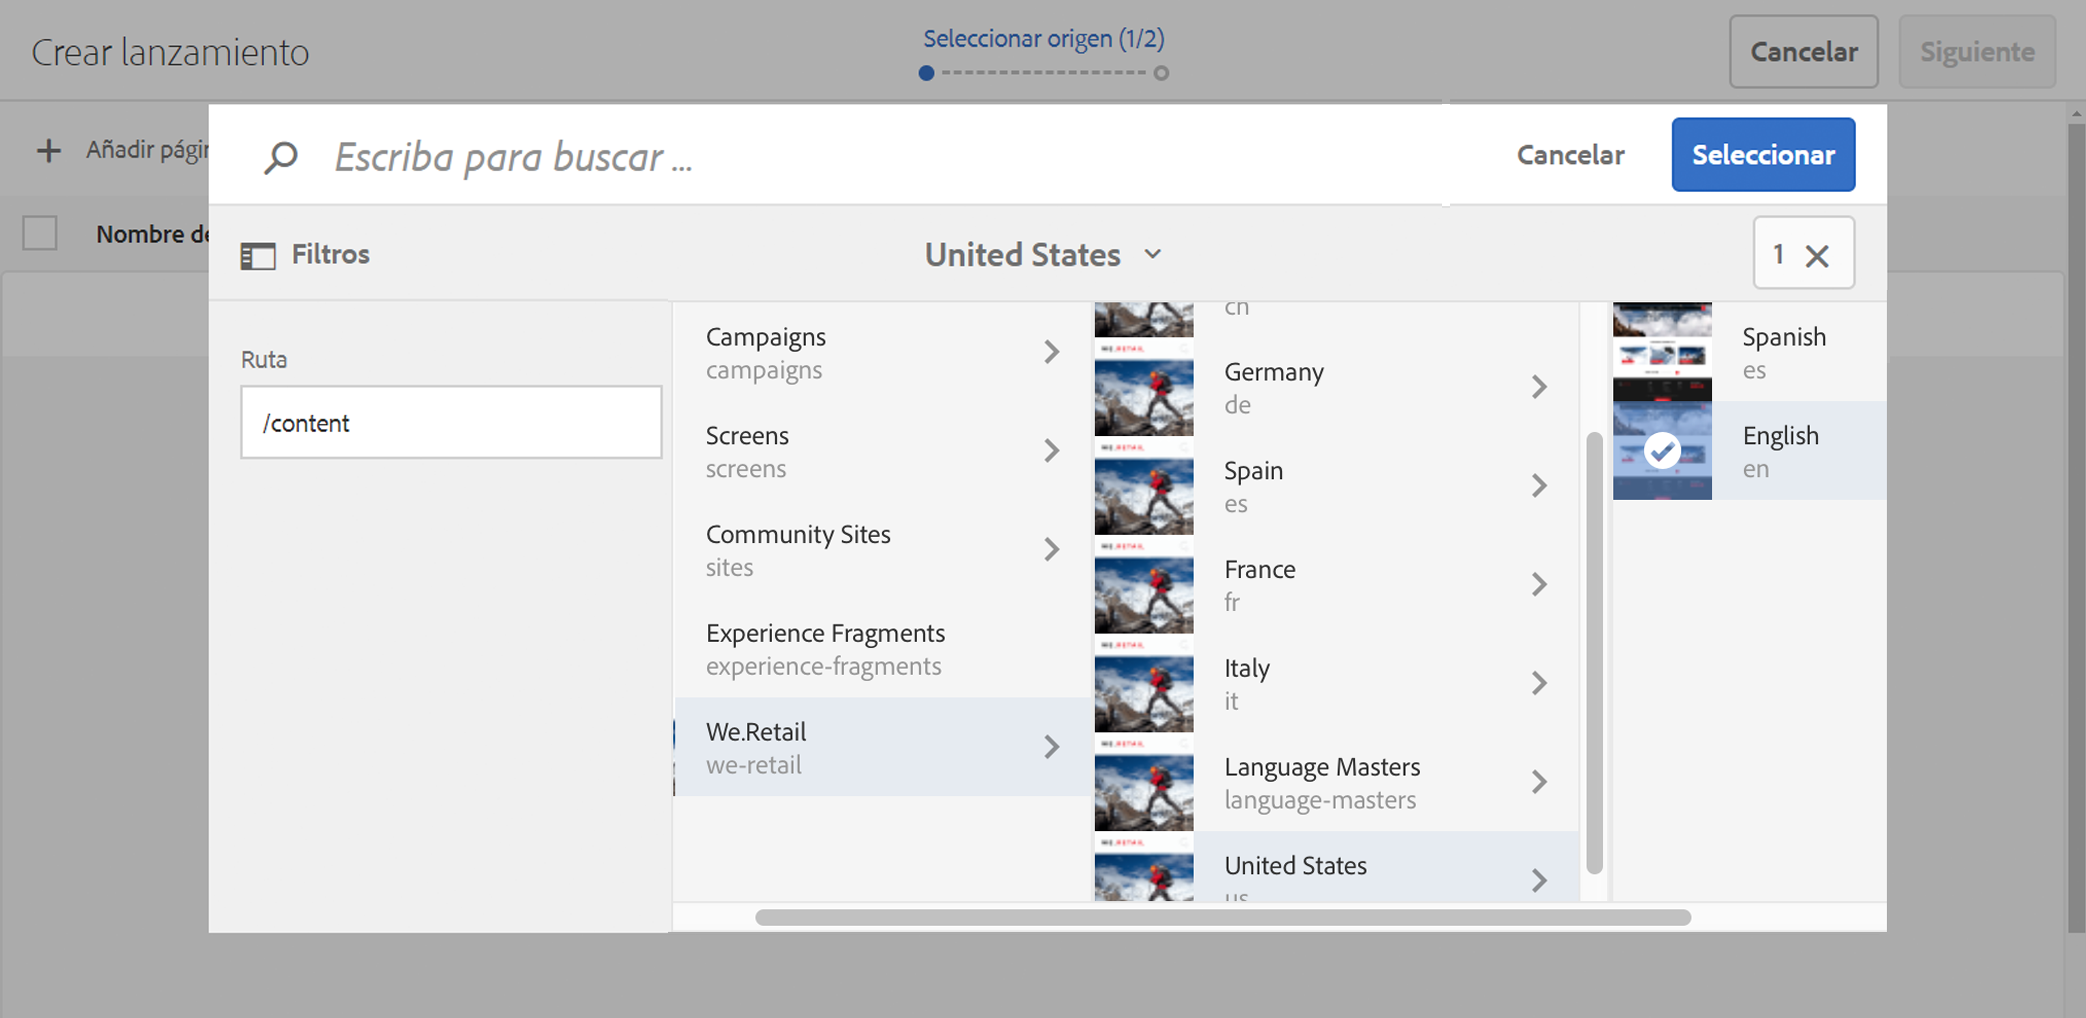 Crear lanzamiento
Seleccionar origen (1/2)
Cancelar
Siguiente
Añadir págin
Escriba para buscar ...
Cancelar
Seleccionar
Nombre de
Filtros
United States
1
Ruta
/content
Campaigns
campaigns
Screens
screens
Community Sites
sites
Experience Fragments
experience-fragments
We.Retail
we-retail
ch
Germany
de
Spain
es
France
fr
Italy
it
Language Masters
language-masters
United States
us
Spanish
es
English
en